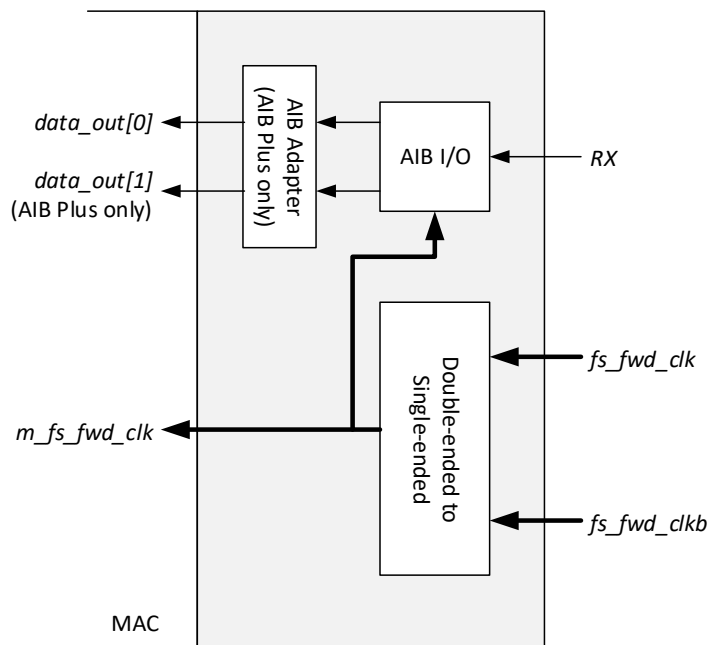 data_out[0]
data_out[1]
(AIB Plus only)
AIB Adapter
(AIB Plus only)
AIB I/O
RX
Double-ended to
Single-ended
fs_fwd_clk
m_fs_fwd_clk
fs_fwd_clkb
MAC